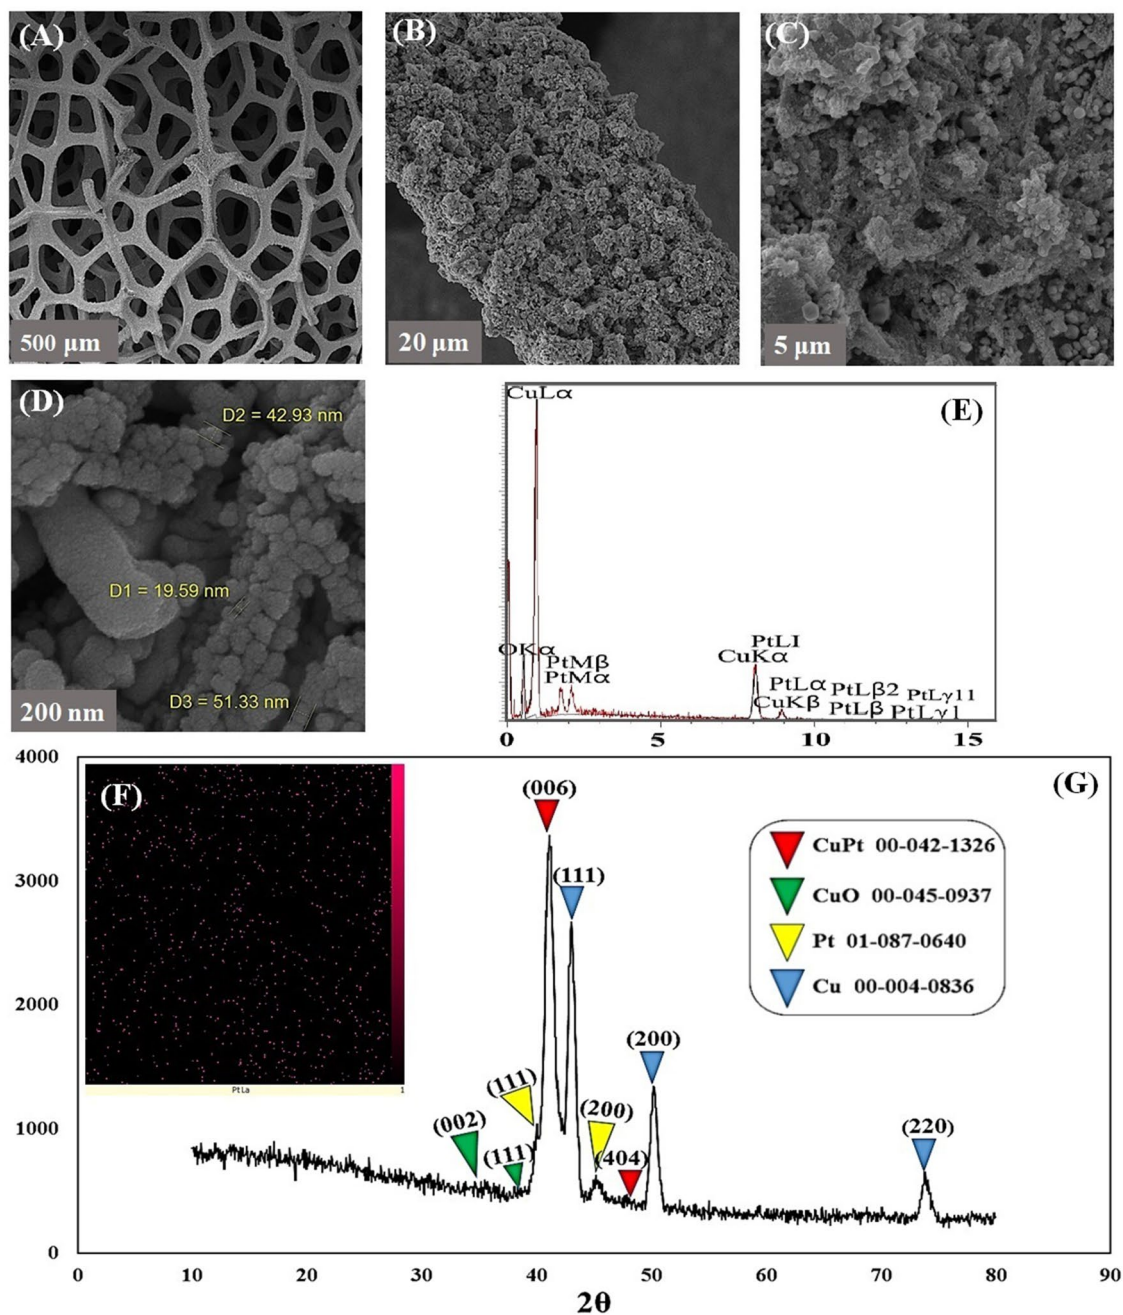 (A)
500 µm
(B)
20 µm
(C)
5 µm
(D)
D2 = 42.93 nm
D1 = 19.59 nm
D3 = 51.33 nm
200 nm
(E)
CuLα
OKα
PtMβ
PtMα
PtLI
CuKα
PtLα
CuKβ
PtLβ2
PtLβ
PtLγ11
PtLγ1
0 5 10 15
(F)
PtLa 1
(G)
4000
3000
2000
1000
0
(002)
(111)
(111)
(006)
(111)
(200)
(404)
(200)
(220)
CuPt 00-042-1326
CuO 00-045-0937
Pt 01-087-0640
Cu 00-004-0836
0 10 20 30 40 50 60 70 80 90
2θ